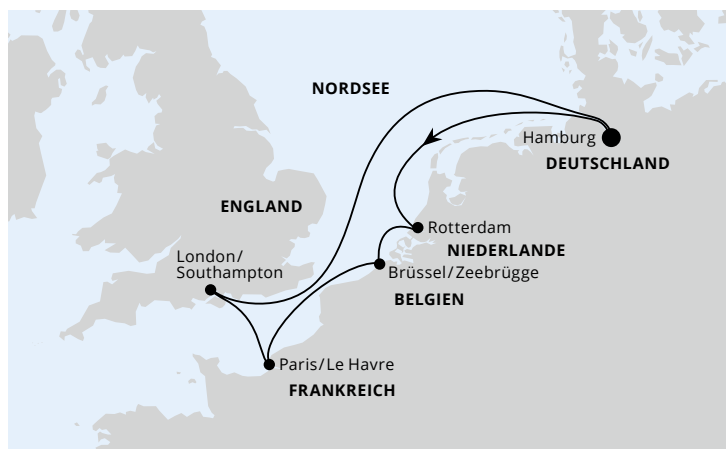 NORDSEE
Hamburg
DEUTSCHLAND
ENGLAND
Rotterdam
NIEDERLANDE
London/
Southampton
Brüssel/Zeebrügge
BELGIEN
Paris/Le Havre
FRANKREICH